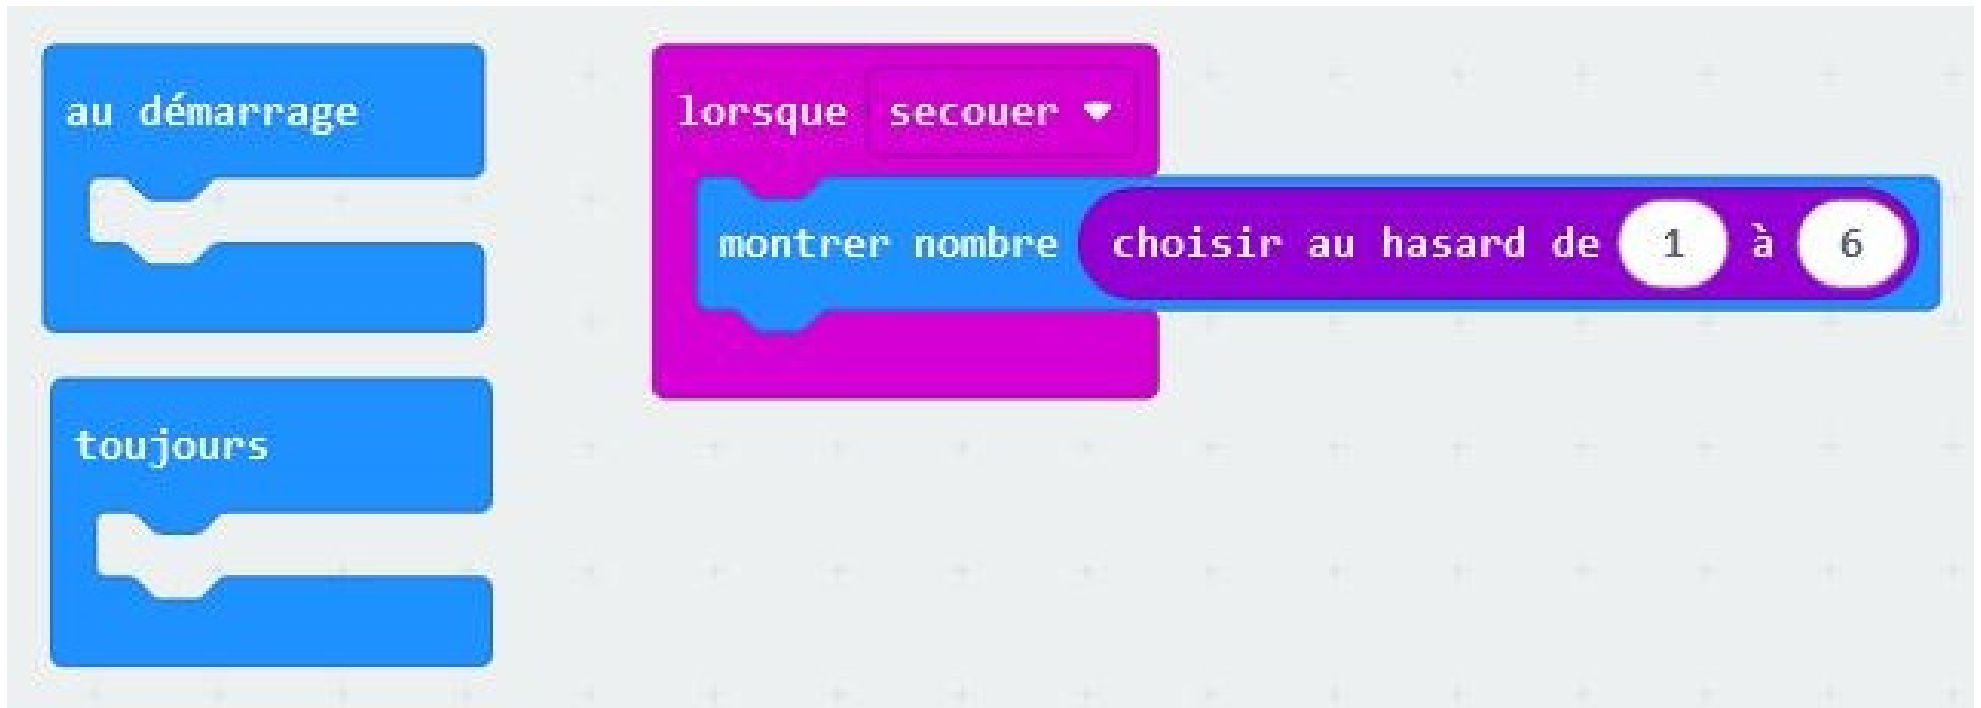 au démarrage
lorsque secouer
montrer nombre choisir au hasard de 1 à 6
toujours